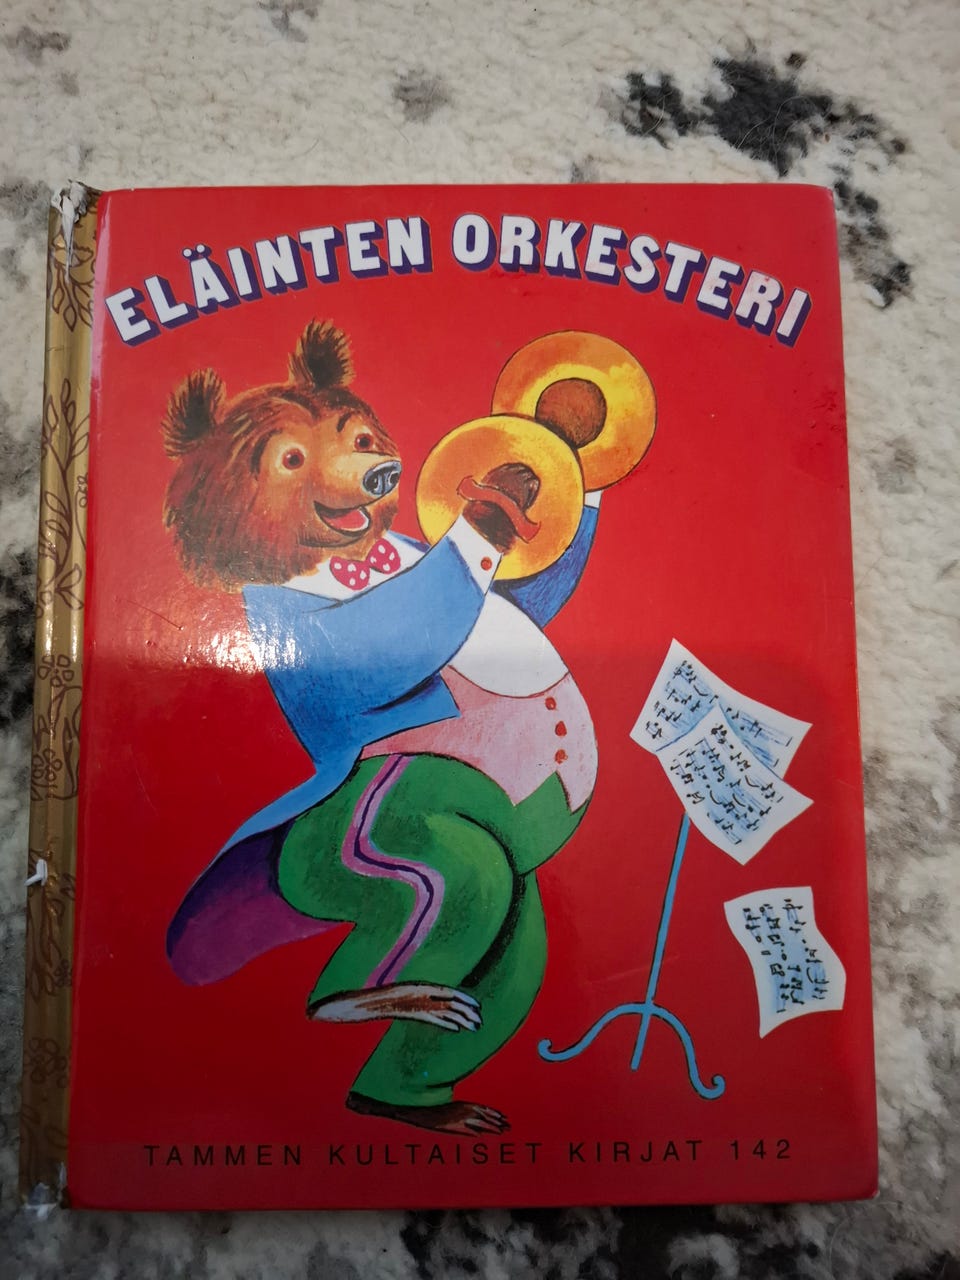 ELÄINTEN ORKESTERI
TAMMEN KULTAISET KIRJAT 142